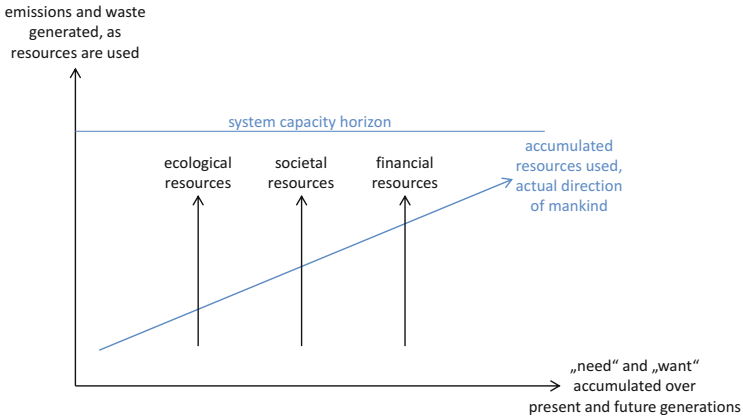 emissions and waste
generated, as
resources are used
system capacity horizon
ecological
resources
societal
resources
financial
resources
accumulated
resources used,
actual direction
of mankind
„need“ and „want“
accumulated over
present and future generations